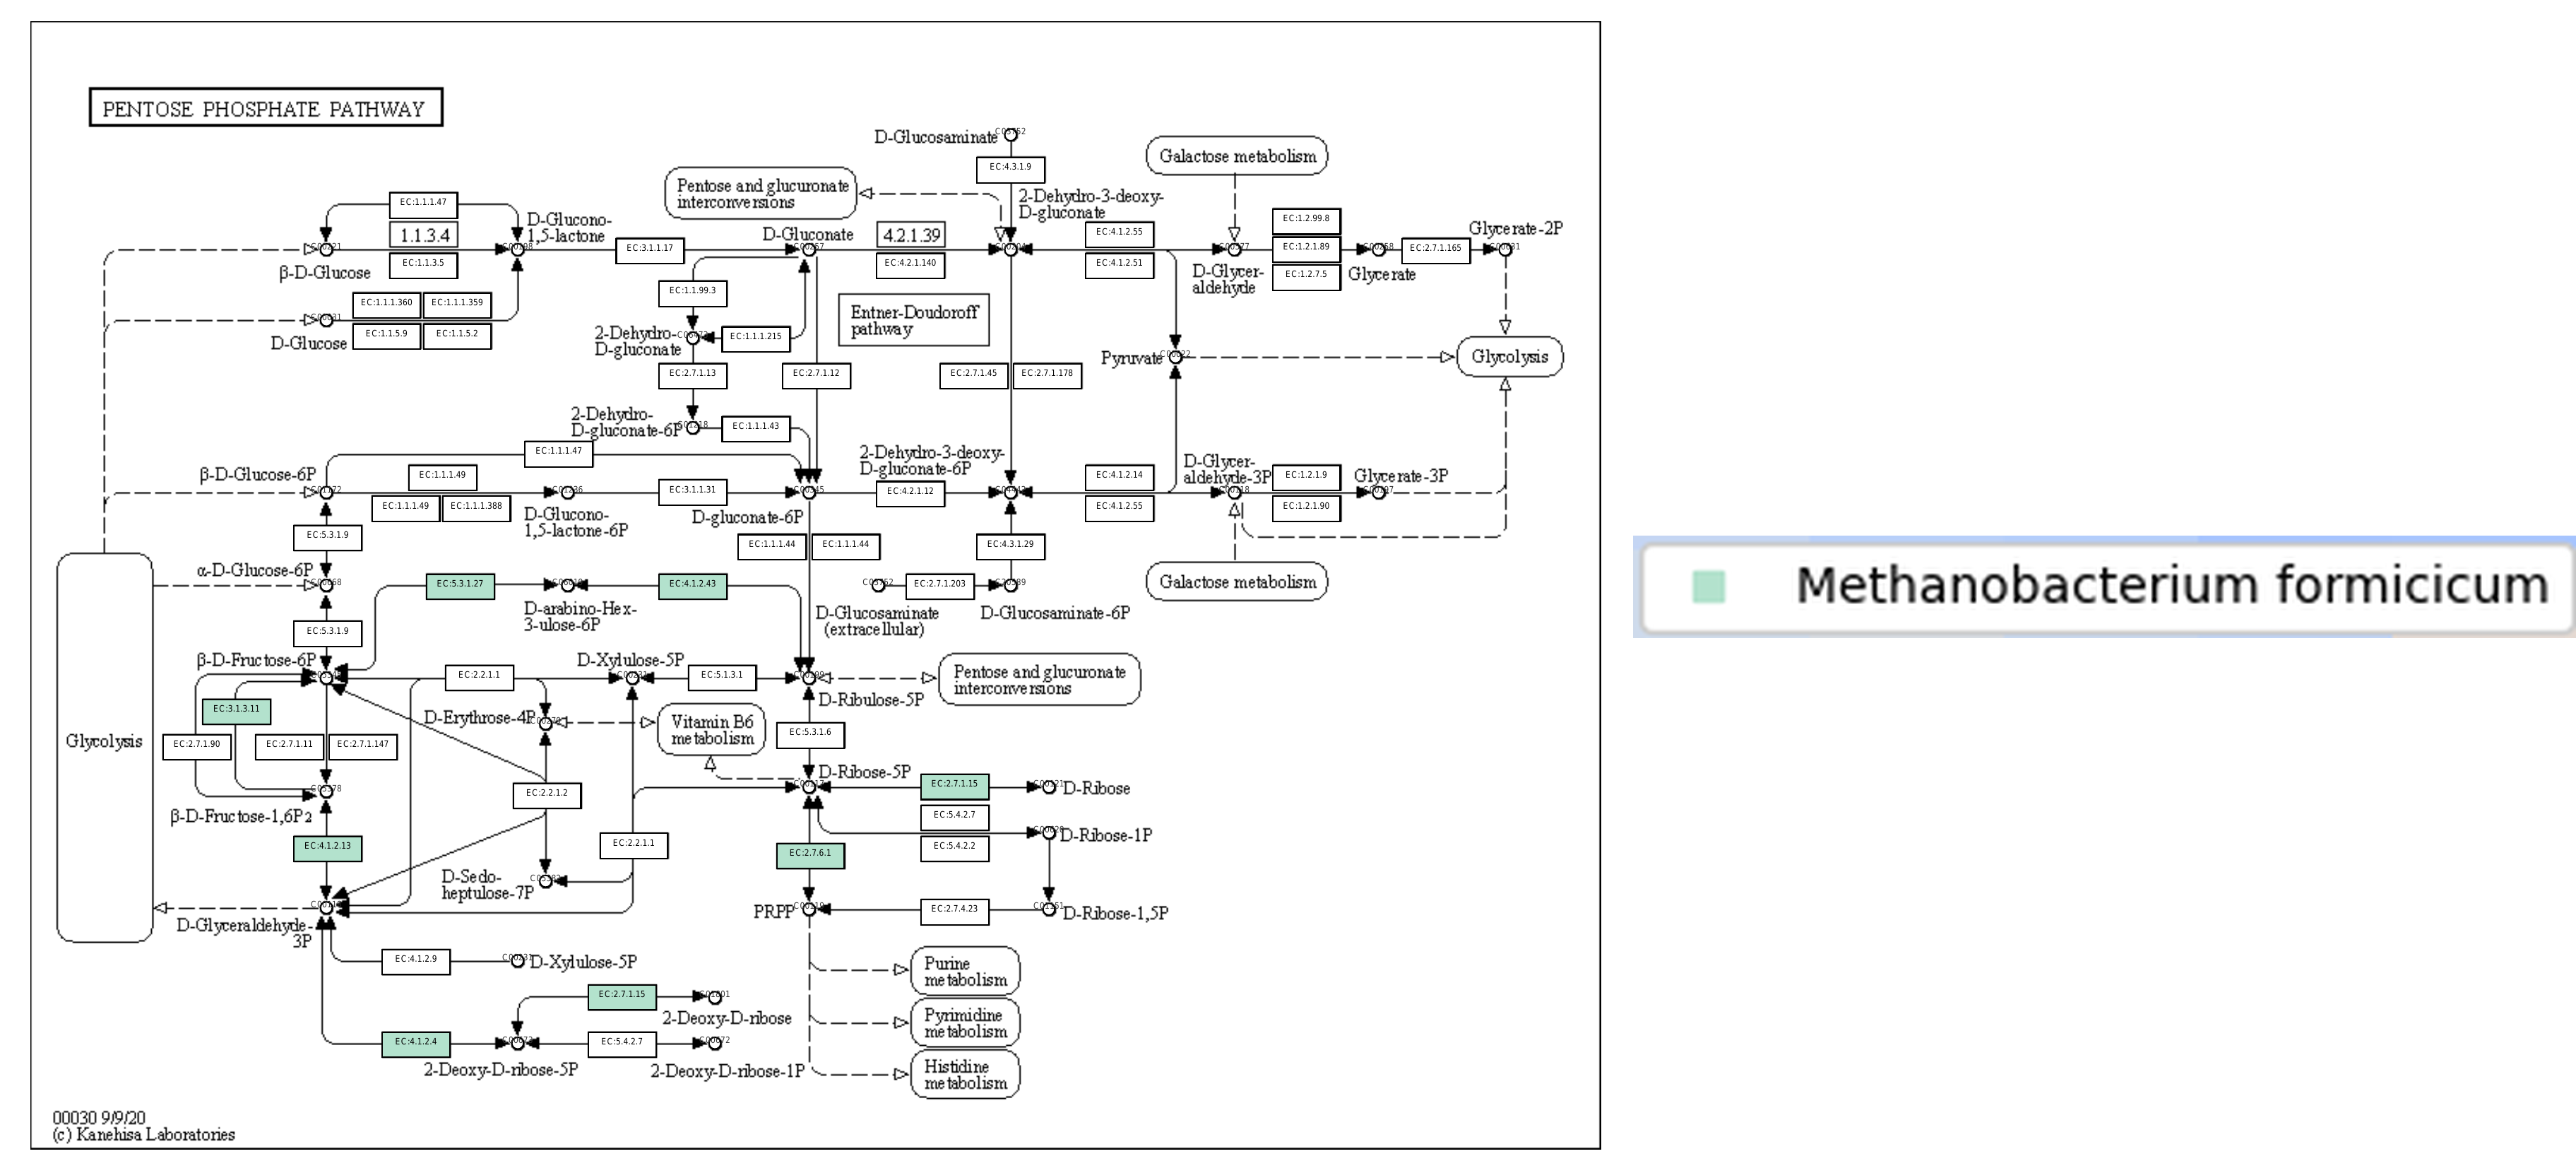 PENTOSE PHOSPHATE PATHWAY
D-Glucosaminate
EC:4.3.1.9
Galactose metabolism
Pentose and glucuronate
interconversions
2-Dehydro-3-deoxy-
D-gluconate
EC:1.1.1.47
1.1.3.4
EC:1.1.3.5
β-D-Glucose
D-Glucono-
1,5-lactone
EC:3.1.1.17
D-Gluconate
4.2.1.39
EC:4.2.1.140
EC:4.1.2.55
EC:4.1.2.51
D-Glycer-
aldehyde
EC:1.2.99.8
EC:1.2.1.89
EC:1.2.7.5
Glycerate
EC:2.7.1.165
Glycerate-2P
EC:1.1.1.360
EC:1.1.1.359
EC:1.1.5.9
EC:1.1.5.2
D-Glucose
EC:1.1.99.3
2-Dehydro-
D-gluconate
EC:1.1.1.215
Entner-Doudoroff
pathway
EC:2.7.1.13
EC:2.7.1.12
EC:2.7.1.45
EC:2.7.1.178
Pyruvate
Glycolysis
2-Dehydro-
D-gluconate-6P
EC:1.1.1.43
EC:1.1.1.47
β-D-Glucose-6P
EC:1.1.1.49
EC:1.1.1.49
EC:1.1.1.388
D-Glucono-
1,5-lactone-6P
EC:3.1.1.31
D-gluconate-6P
2-Dehydro-3-deoxy-
D-gluconate-6P
EC:4.2.1.12
EC:4.1.2.14
EC:4.1.2.55
D-Glycer-
aldehyde-3P
EC:1.2.1.9
EC:1.2.1.90
Glycerate-3P
EC:5.3.1.9
EC:1.1.1.44
EC:1.1.1.44
EC:4.3.1.29
α-D-Glucose-6P
EC:5.3.1.27
EC:4.1.2.43
D-arabino-Hex-
3-ulose-6P
EC:2.7.1.203
D-Glucosaminate
(extracellular)
D-Glucosaminate-6P
Galactose metabolism
Methanobacterium formicicum
EC:5.3.1.9
β-D-Fructose-6P
EC:2.2.1.1
D-Xylulose-5P
EC:5.1.3.1
D-Ribulose-5P
Pentose and glucuronate
interconversions
EC:3.1.3.11
D-Erythrose-4P
Vitamin B6
metabolism
EC:5.3.1.6
Glycolysis
EC:2.7.1.90
EC:2.7.1.11
EC:2.7.1.147
D-Ribose-5P
EC:2.7.1.15
D-Ribose
EC:2.2.1.2
β-D-Fructose-1,6P2
EC:5.4.2.7
EC:5.4.2.2
D-Ribose-1P
EC:4.1.2.13
EC:2.2.1.1
EC:2.7.6.1
D-Sedo-
heptulose-7P
D-Glyceraldehyde-
3P
PRPP
EC:2.7.4.23
D-Ribose-1,5P
EC:4.1.2.9
D-Xylulose-5P
Purine
metabolism
EC:2.7.1.15
2-Deoxy-D-ribose
Pyrimidine
metabolism
EC:4.1.2.4
2-Deoxy-D-ribose-5P
EC:5.4.2.7
2-Deoxy-D-ribose-1P
Histidine
metabolism
00030 9/9/20
(c) Kanehisa Laboratories